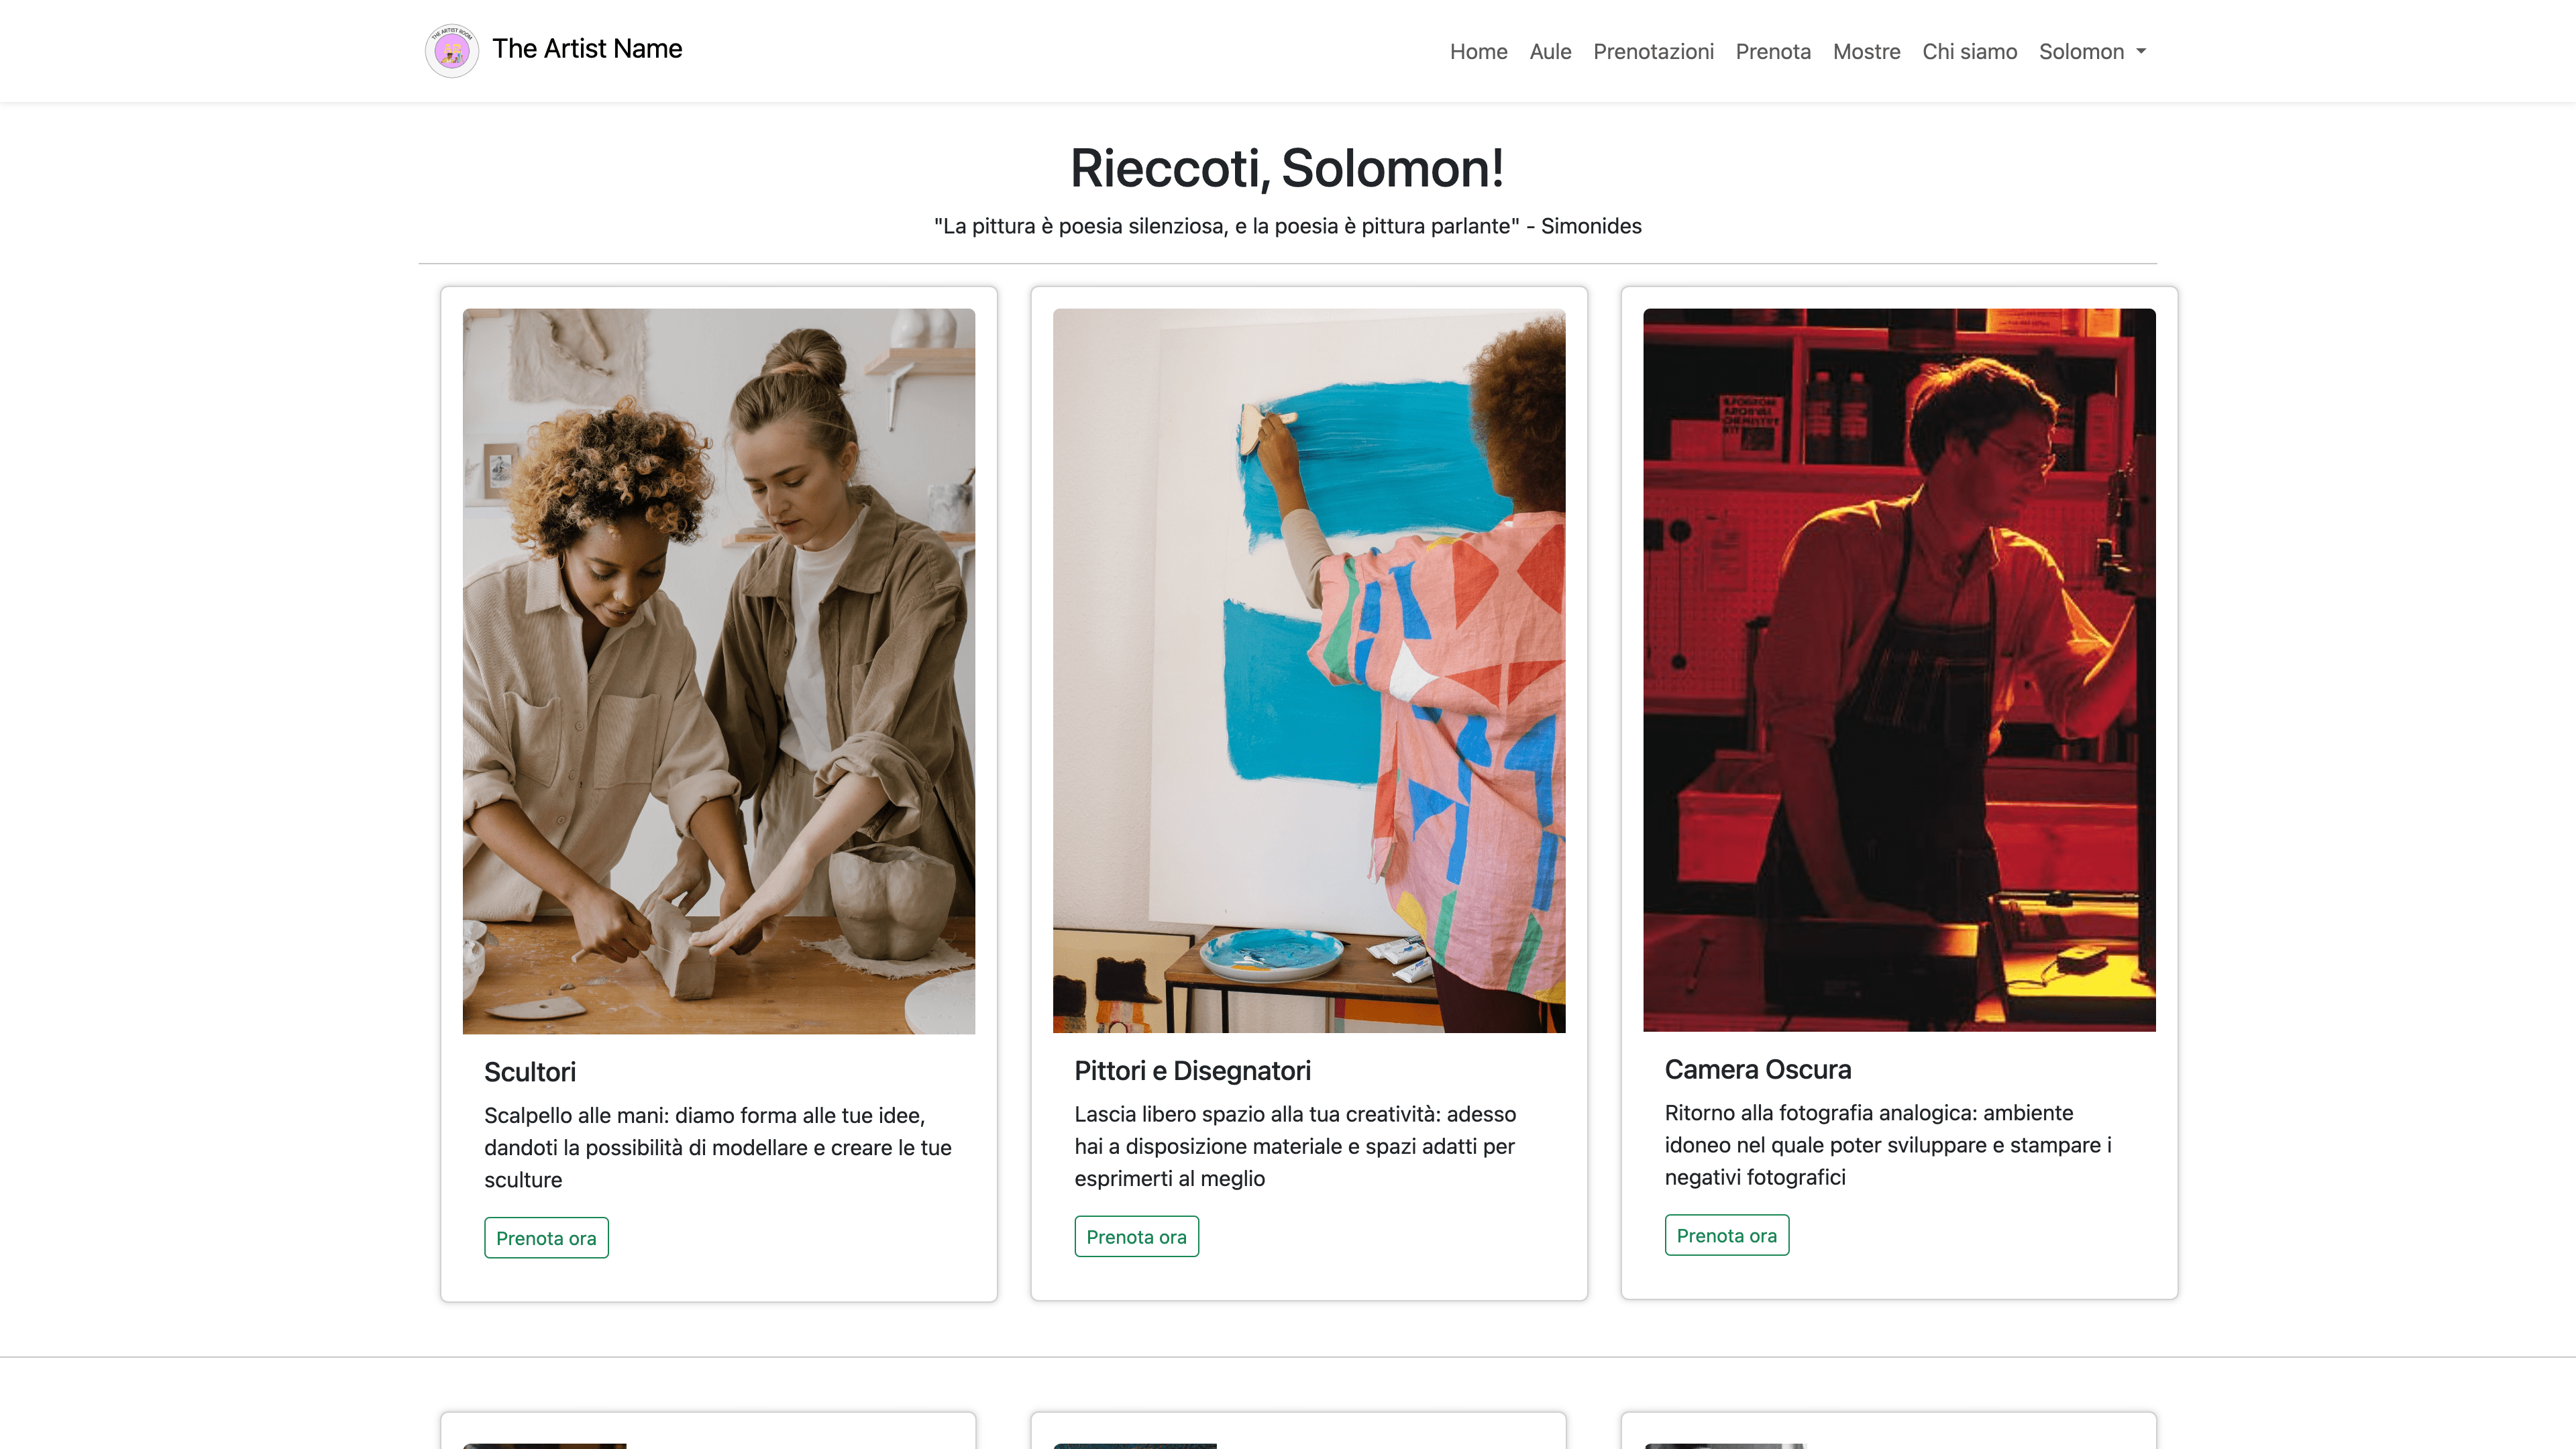 THE ARTIST ROOM
The Artist Name
Home Aule Prenotazioni Prenota Mostre Chi siamo Solomon
Rieccoti, Solomon!
"La pittura è poesia silenziosa, e la poesia è pittura parlante" - Simonides
Scultori
Scalpello alle mani: diamo forma alle tue idee,
dandoti la possibilità di modellare e creare le tue
sculture
Prenota ora
Pittori e Disegnatori
Lascia libero spazio alla tua creatività: adesso
hai a disposizione materiale e spazi adatti per
esprimerti al meglio
Prenota ora
Camera Oscura
Ritorno alla fotografia analogica: ambiente
idoneo nel quale poter sviluppare e stampare i
negativi fotografici
Prenota ora